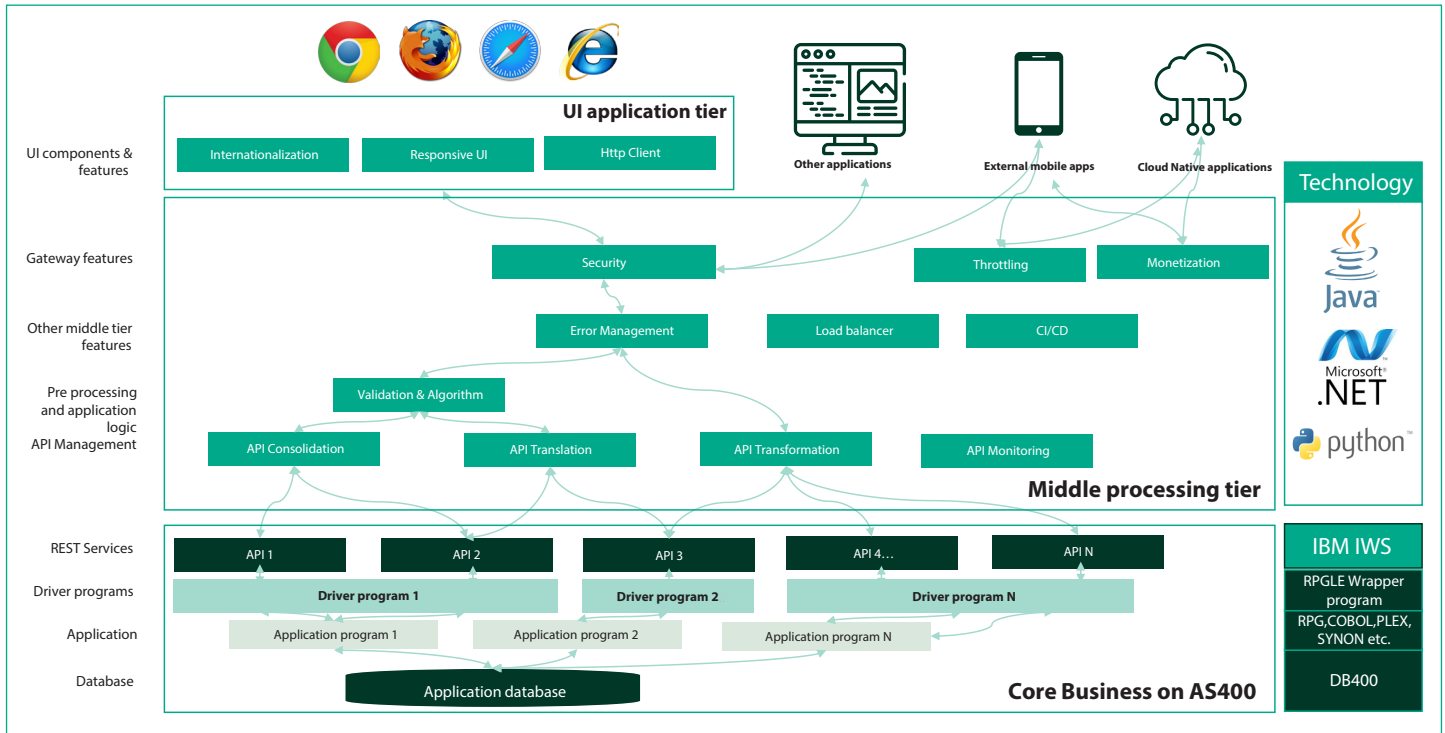 UI application tier
UI components &
features
Internationalization
Responsive UI
Http Client
Other applications
External mobile apps
Cloud Native applications
Technology
Gateway features
Security
Throttling
Monetization
Java™
Other middle tier
features
Error Management
Load balancer
CI/CD
Microsoft®
.NET
Pre processing
and application
logic
API Management
Validation & Algorithm
API Consolidation
API Translation
API Transformation
API Monitoring
python™
Middle processing tier
REST Services
API 1
API 2
API 3
API 4...
API N
IBM IWS
Driver programs
Driver program 1
Driver program 2
Driver program N
RPGLE Wrapper
program
Application
Application program 1
Application program 2
Application program N
RPG,COBOL,PLEX,
SYNON etc.
Database
Application database
Core Business on AS400
DB400